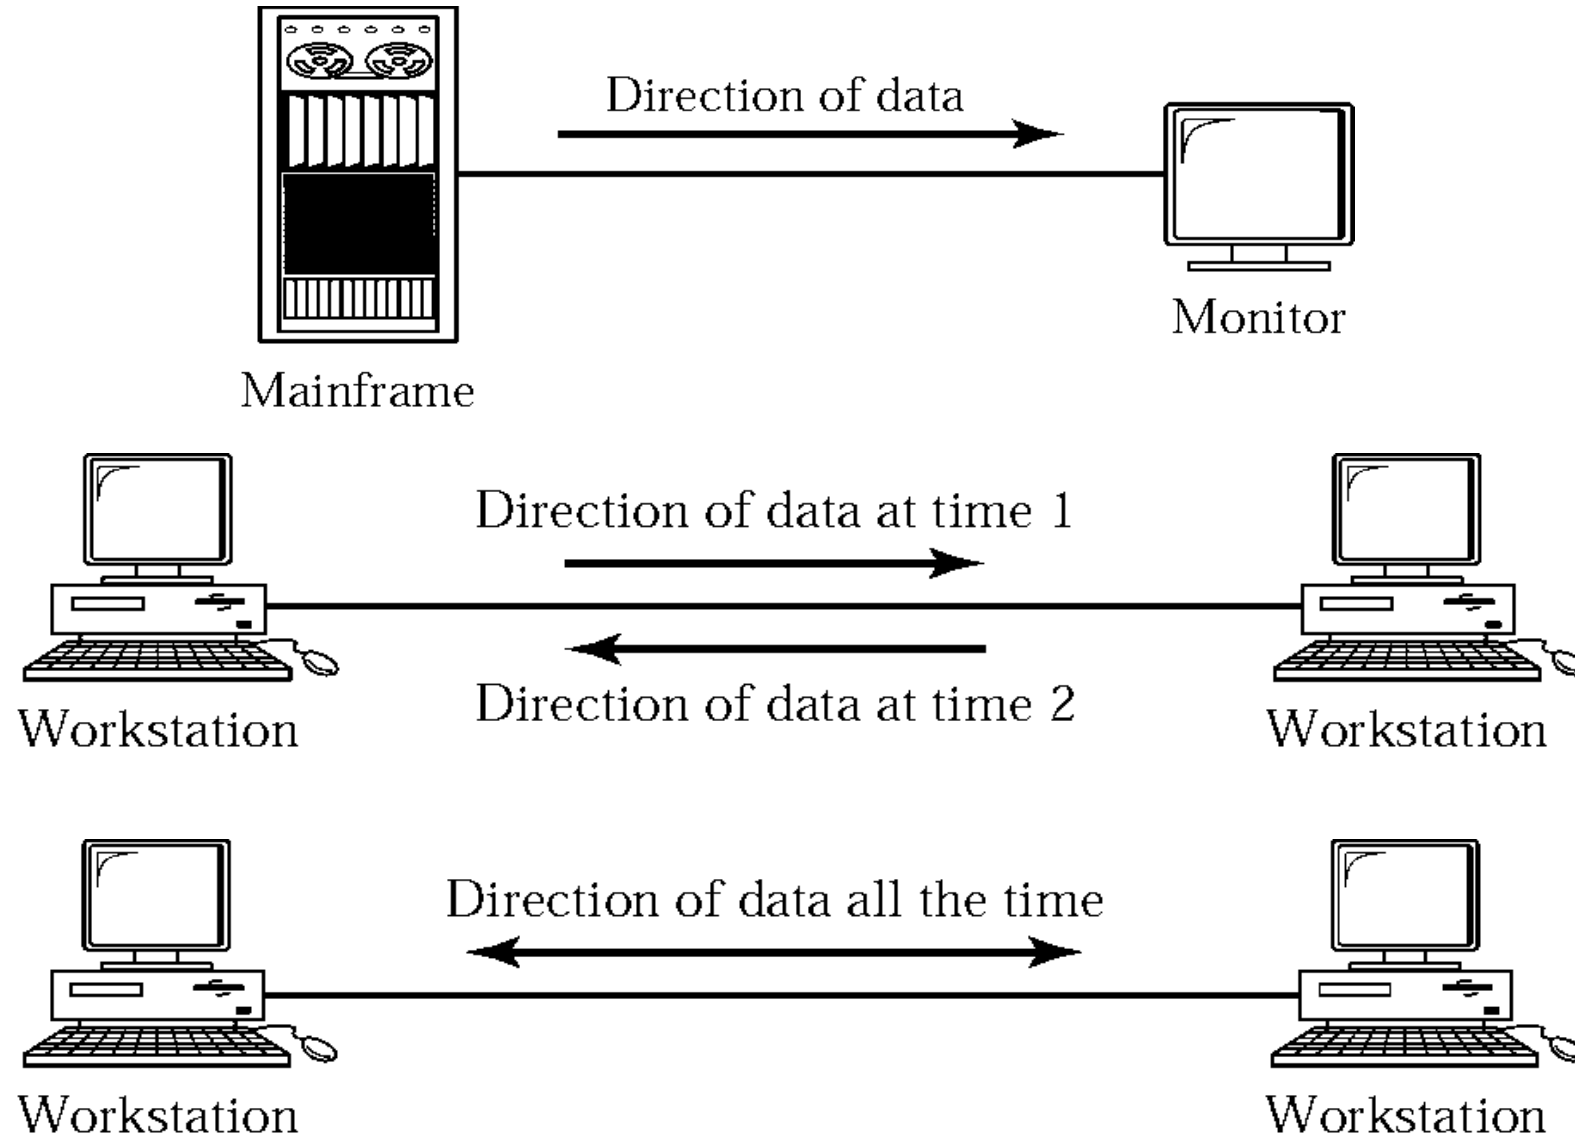 Direction of data
Monitor
Mainframe
Direction of data at time 1
Direction of data at time 2
Workstation
Workstation
Direction of data all the time
Workstation
Workstation